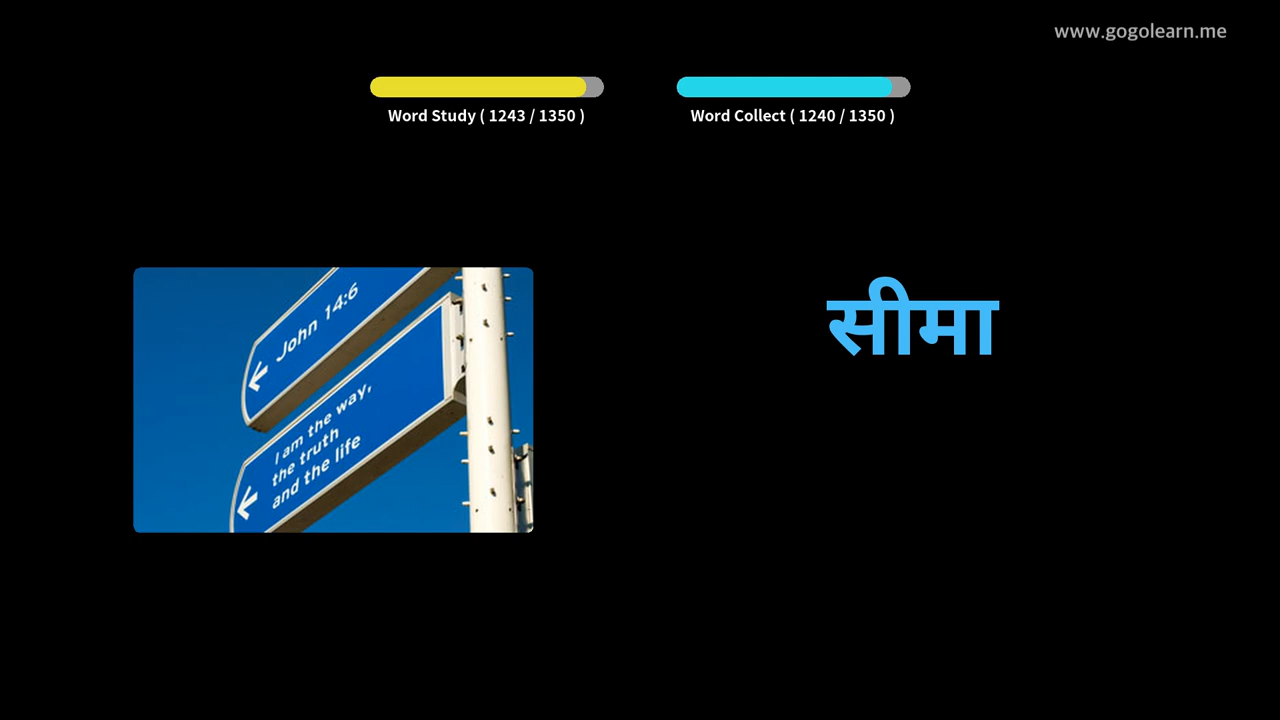 www.gogolearn.me
Word Study ( 1243 / 1350 )
Word Collect ( 1240 / 1350 )
सीमा
John 14:6
I am the way,
the truth
and the life